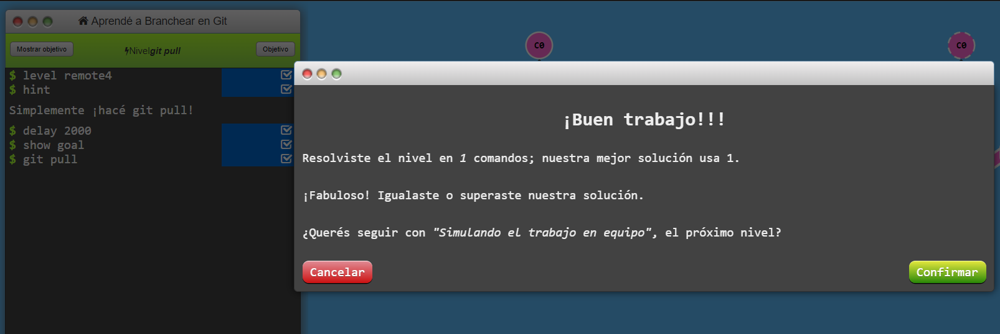 Aprendé a Branchear en Git
Mostrar objetivo
Nivel git pull
Objetivo
$ level remote4
$ hint
Simplemente ¡hacé git pull!
$ delay 2000
$ show goal
$ git pull
C0
C0
¡Buen trabajo!!!
Resolviste el nivel en 1 comandos; nuestra mejor solución usa 1.
¡Fabuloso! Igualaste o superaste nuestra solución.
¿Querés seguir con "Simulando el trabajo en equipo", el próximo nivel?
Cancelar
Confirmar